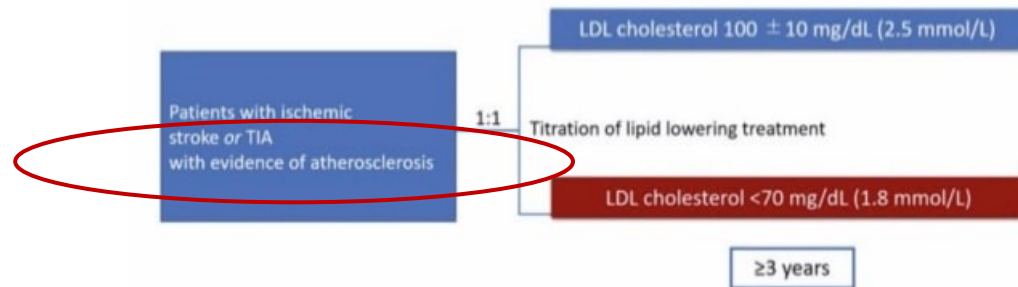 LDL cholesterol 100 ± 10 mg/dL (2.5 mmol/L)
Patients with ischemic
stroke or TIA
with evidence of atherosclerosis
1:1
Titration of lipid lowering treatment
LDL cholesterol <70 mg/dL (1.8 mmol/L)
≥3 years